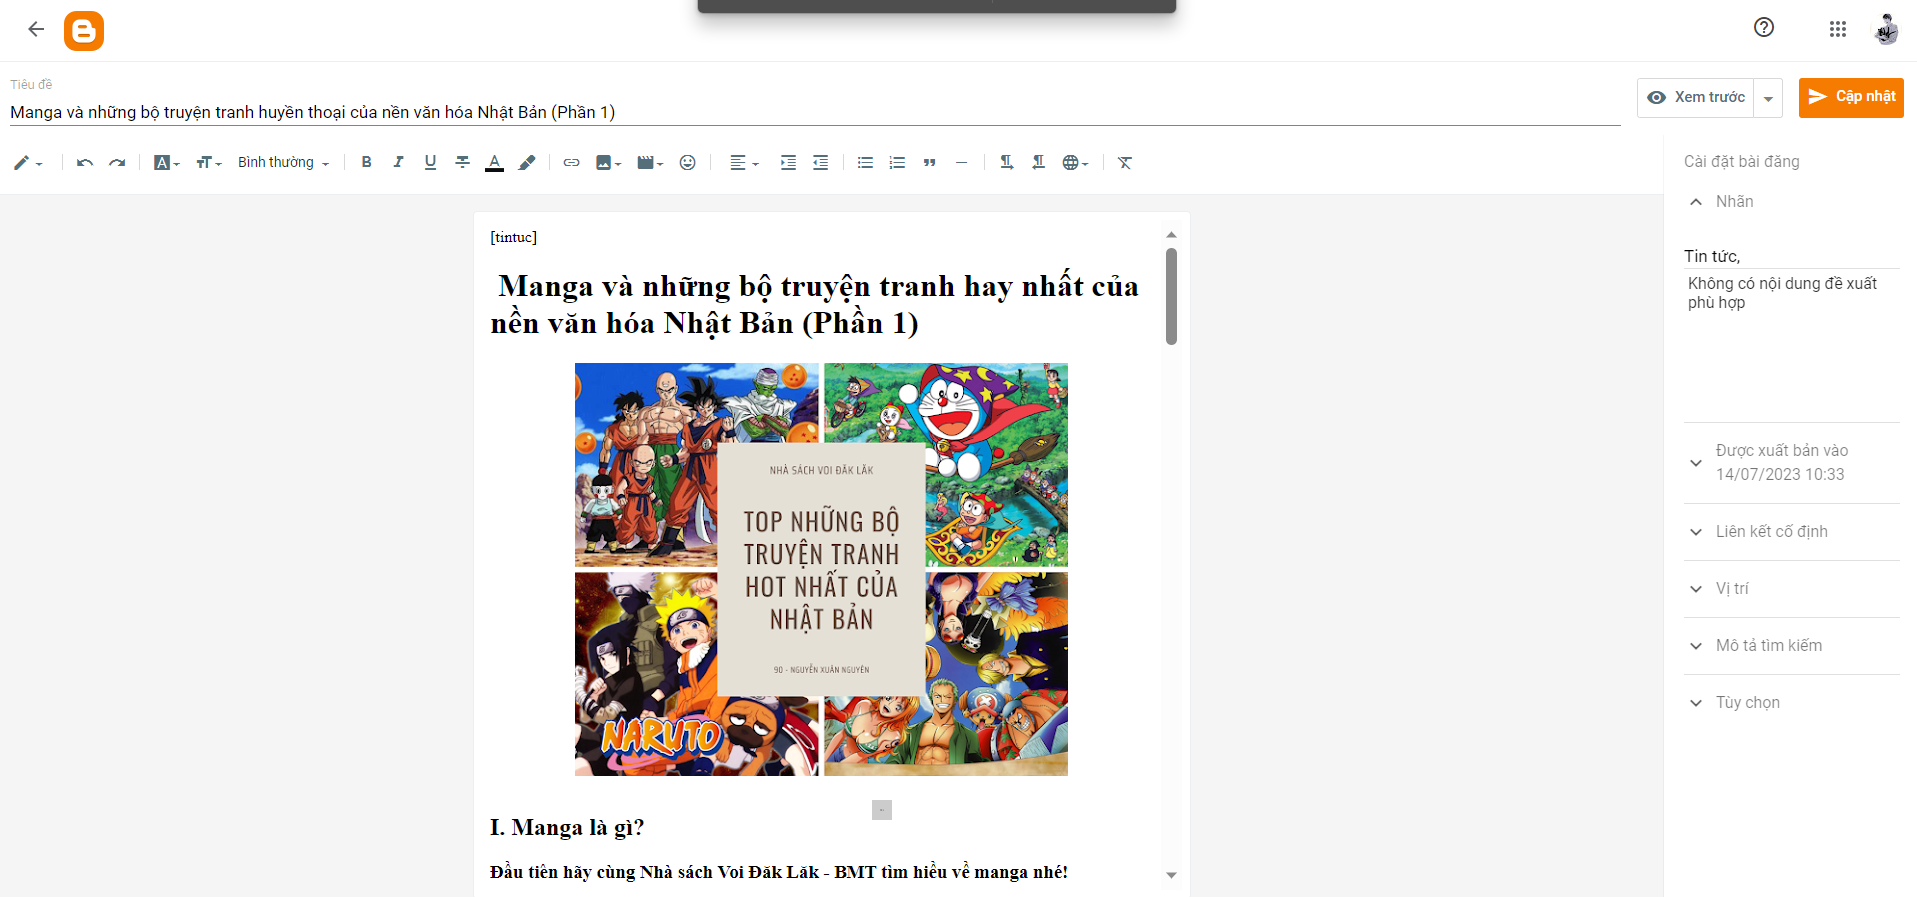 Tiêu đề
Manga và những bộ truyện tranh huyền thoại của nền văn hóa Nhật Bản (Phần 1)
Xem trước
Cập nhật
Bình thường
Cài đặt bài đăng
Nhãn
Tin tức,
Không có nội dung đề xuất
phù hợp
Được xuất bản vào
14/07/2023 10:33
Liên kết cố định
Vị trí
Mô tả tìm kiếm
Tùy chọn
[tintuc]
Manga và những bộ truyện tranh hay nhất của
nền văn hóa Nhật Bản (Phần 1)
NHÀ SÁCH VOI ĐĂK LĂK
TOP NHỮNG BỘ
TRUYỆN TRANH
HOT NHẤT CỦA
NHẬT BẢN
90 - NGUYỄN XUÂN NGUYÊN
NARUTO
I. Manga là gì?
Đầu tiên hãy cùng Nhà sách Voi Đăk Lăk - BMT tìm hiểu về manga nhé!